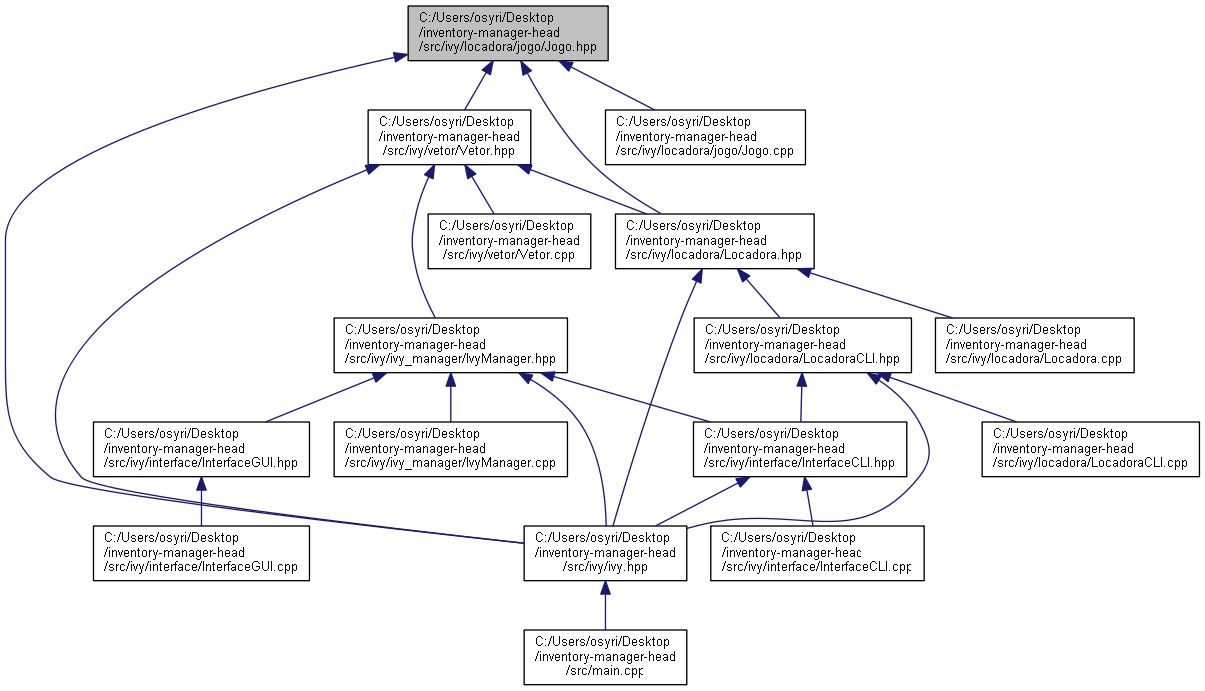 C:/Users/osyri/Desktop
/inventory-manager-head
/src/ivy/locadora/jogo/Jogo.hpp
C:/Users/osyri/Desktop
/inventory-manager-head
/src/ivy/vetor/Vetor.hpp
C:/Users/osyri/Desktop
/inventory-manager-head
/src/ivy/locadora/jogo/Jogo.cpp
C:/Users/osyri/Desktop
/inventory-manager-head
/src/ivy/vetor/Vetor.cpp
C:/Users/osyri/Desktop
/inventory-manager-head
/src/ivy/locadora/Locadora.hpp
C:/Users/osyri/Desktop
/inventory-manager-head
/src/ivy/ivy_manager/IvyManager.hpp
C:/Users/osyri/Desktop
/inventory-manager-head
/src/ivy/locadora/LocadoraCLI.hpp
C:/Users/osyri/Desktop
/inventory-manager-head
/src/ivy/locadora/Locadora.cpp
C:/Users/osyri/Desktop
/inventory-manager-head
/src/ivy/interface/InterfaceGUI.hpp
C:/Users/osyri/Desktop
/inventory-manager-head
/src/ivy/ivy_manager/IvyManager.cpp
C:/Users/osyri/Desktop
/inventory-manager-head
/src/ivy/interface/InterfaceCLI.hpp
C:/Users/osyri/Desktop
/inventory-manager-head
/src/ivy/locadora/LocadoraCLI.cpp
C:/Users/osyri/Desktop
/inventory-manager-head
/src/ivy/interface/InterfaceGUI.cpp
C:/Users/osyri/Desktop
/inventory-manager-head
/src/ivy/ivy.hpp
C:/Users/osyri/Desktop
/inventory-manager-head
/src/ivy/interface/InterfaceCLI.cpp
C:/Users/osyri/Desktop
/inventory-manager-head
/src/main.cpp